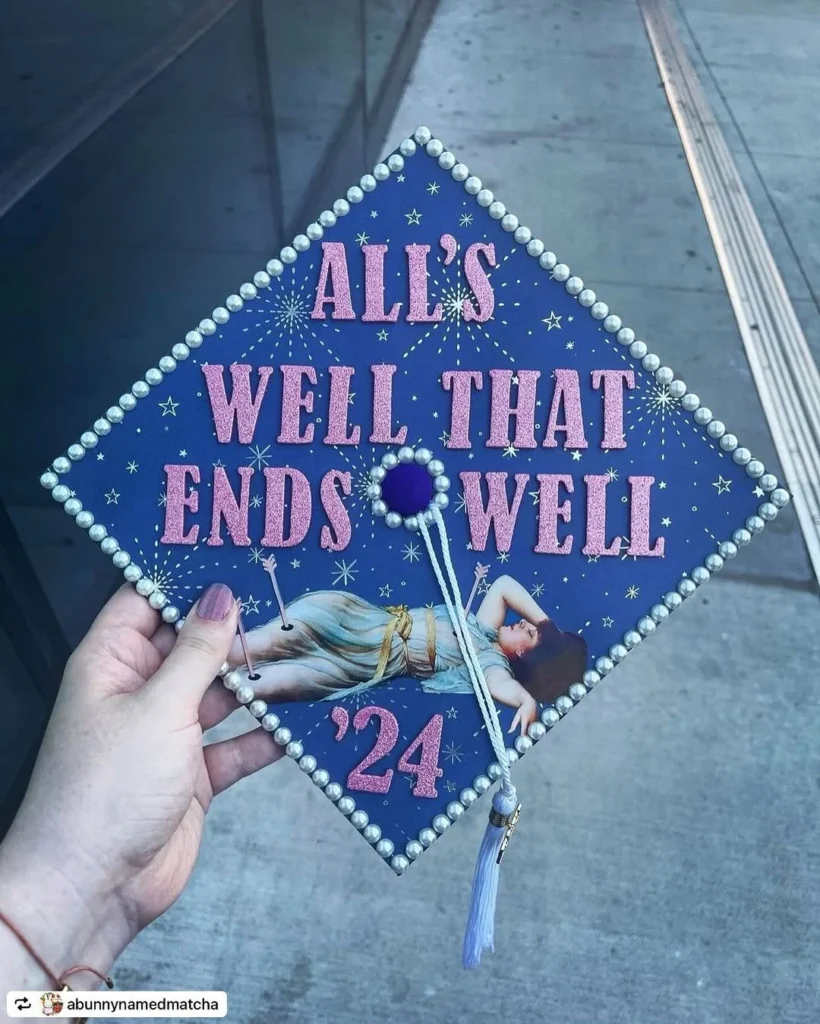 ALL'S
WELL THAT
ENDS WELL
'24
abunnynamedmatcha